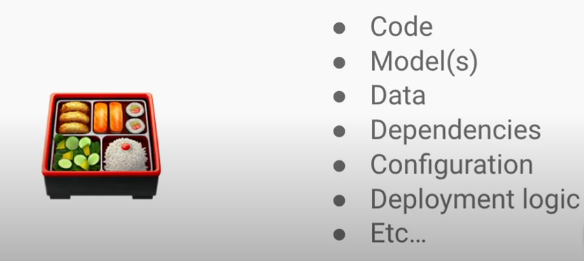 Code
Model(s)
Data
Dependencies
Configuration
Deployment logic
Etc...